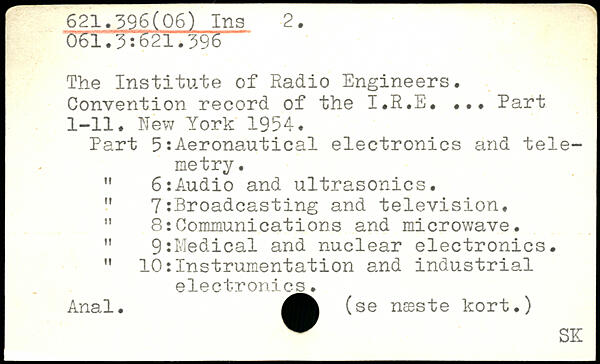 621.396(06) Ins 2.
061.3:621.396
The Institute of Radio Engineers.
Convention record of the I.R.E. ... Part
1-11. New York 1954.
Part 5:Aeronautical electronics and tele-
metry.
" 6:Audio and ultrasonics.
" 7:Broadcasting and television.
" 8:Communications and microwave.
" 9:Medical and nuclear electronics.
" 10:Instrumentation and industrial
electronics.
Anal. (se næste kort.)
SK